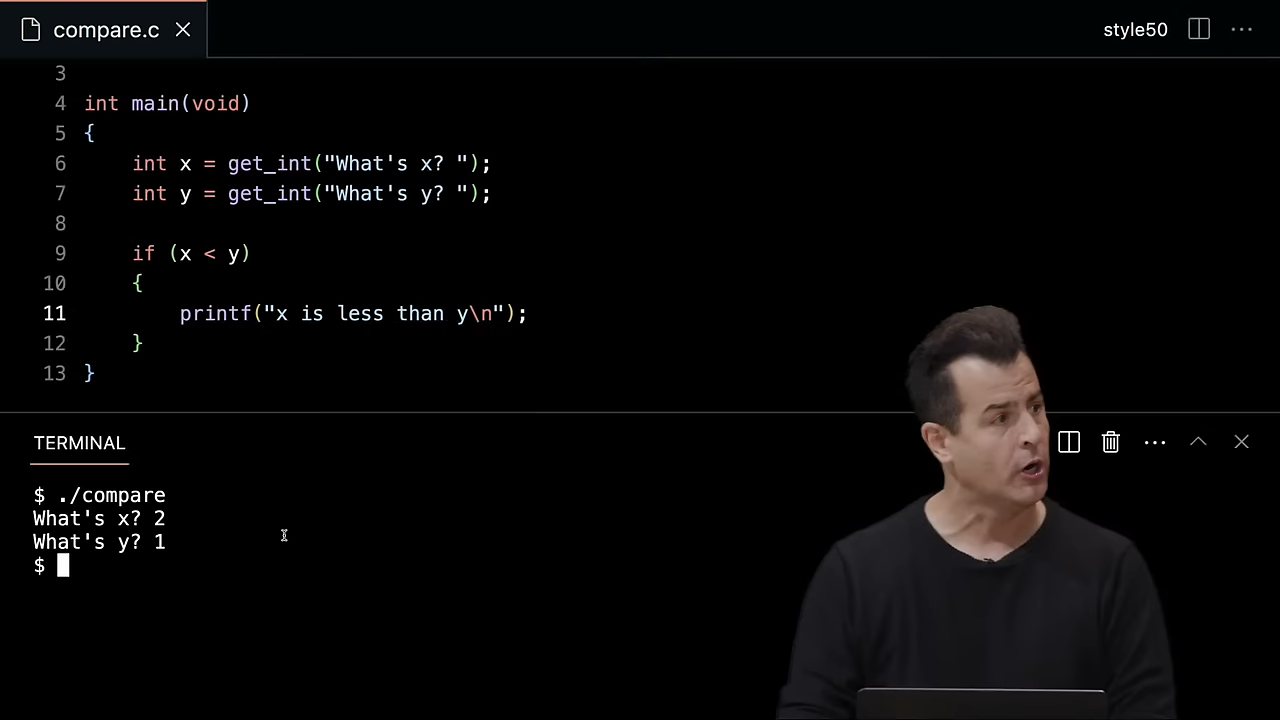 compare.c
style50
3
4 int main(void)
5 {
6     int x = get_int("What's x? ");
7     int y = get_int("What's y? ");
8
9     if (x < y)
10     {
11         printf("x is less than y\n");
12     }
13 }
TERMINAL
$ ./compare
What's x? 2
What's y? 1
$